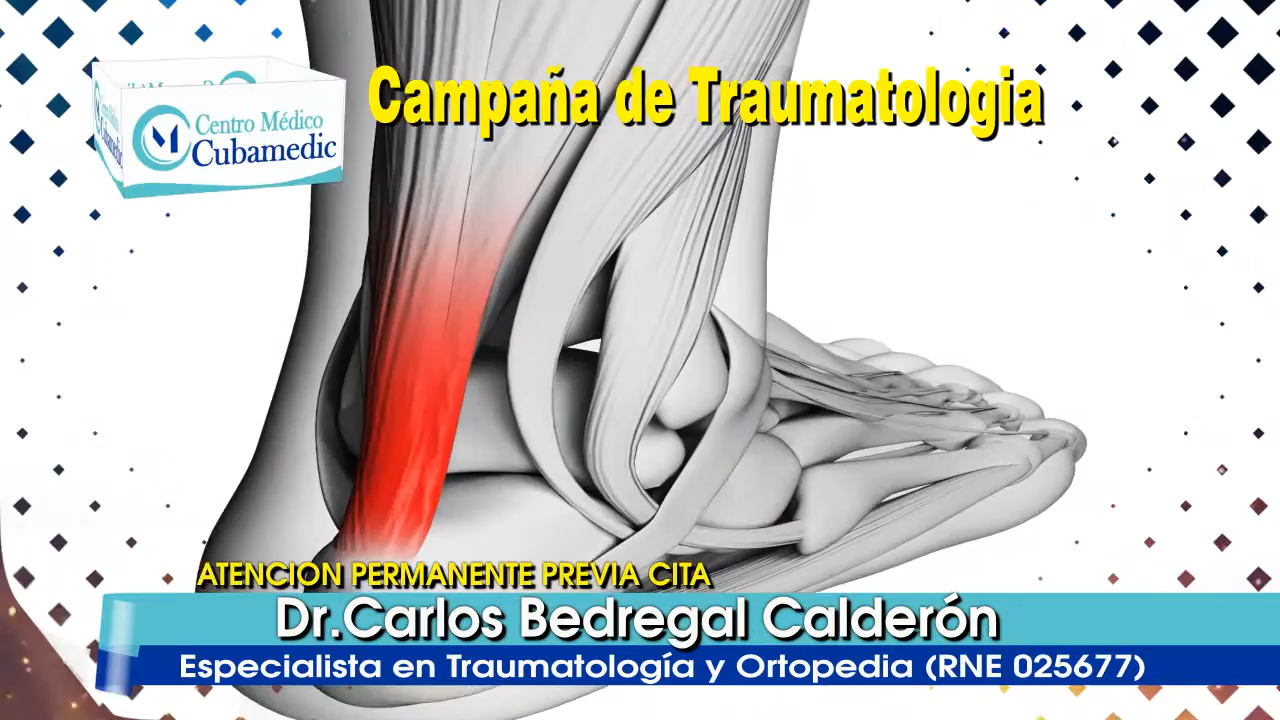 Campaña de Traumatologia
Centro Médico
Cubamedic
ATENCION PERMANENTE PREVIA CITA
Dr.Carlos Bedregal Calderón
Especialista en Traumatología y Ortopedia (RNE 025677)